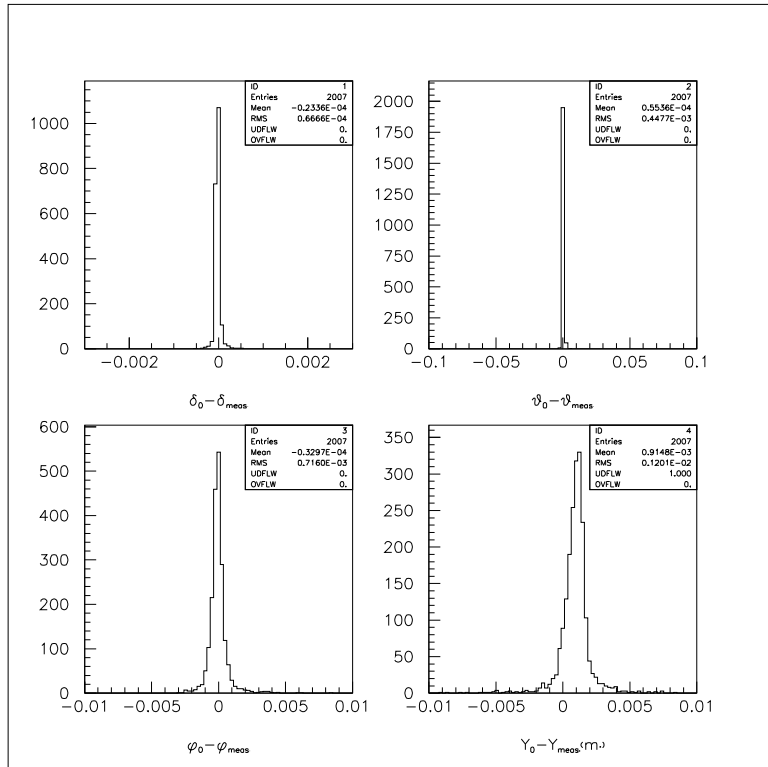 ID 1
Entries 2007
Mean -0.2336E-04
RMS 0.6666E-04
UDFLW 0.
OVFLW 0.
1000
800
600
400
200
0
-0.002 0 0.002
δ₀-δmeas.
ID 2
Entries 2007
Mean 0.5536E-04
RMS 0.4477E-03
UDFLW 0.
OVFLW 0.
2000
1750
1500
1250
1000
750
500
250
0
-0.1 -0.05 0 0.05 0.1
ϑ₀-ϑmeas.
ID 3
Entries 2007
Mean -0.3297E-04
RMS 0.7160E-03
UDFLW 0.
OVFLW 0.
600
500
400
300
200
100
0
-0.01 -0.005 0 0.005 0.01
φ₀-φmeas.
ID 4
Entries 2007
Mean 0.9148E-03
RMS 0.1201E-02
UDFLW 1.000
OVFLW 0.
350
300
250
200
150
100
50
0
-0.01 -0.005 0 0.005 0.01
Y₀-Ymeas.(m.)